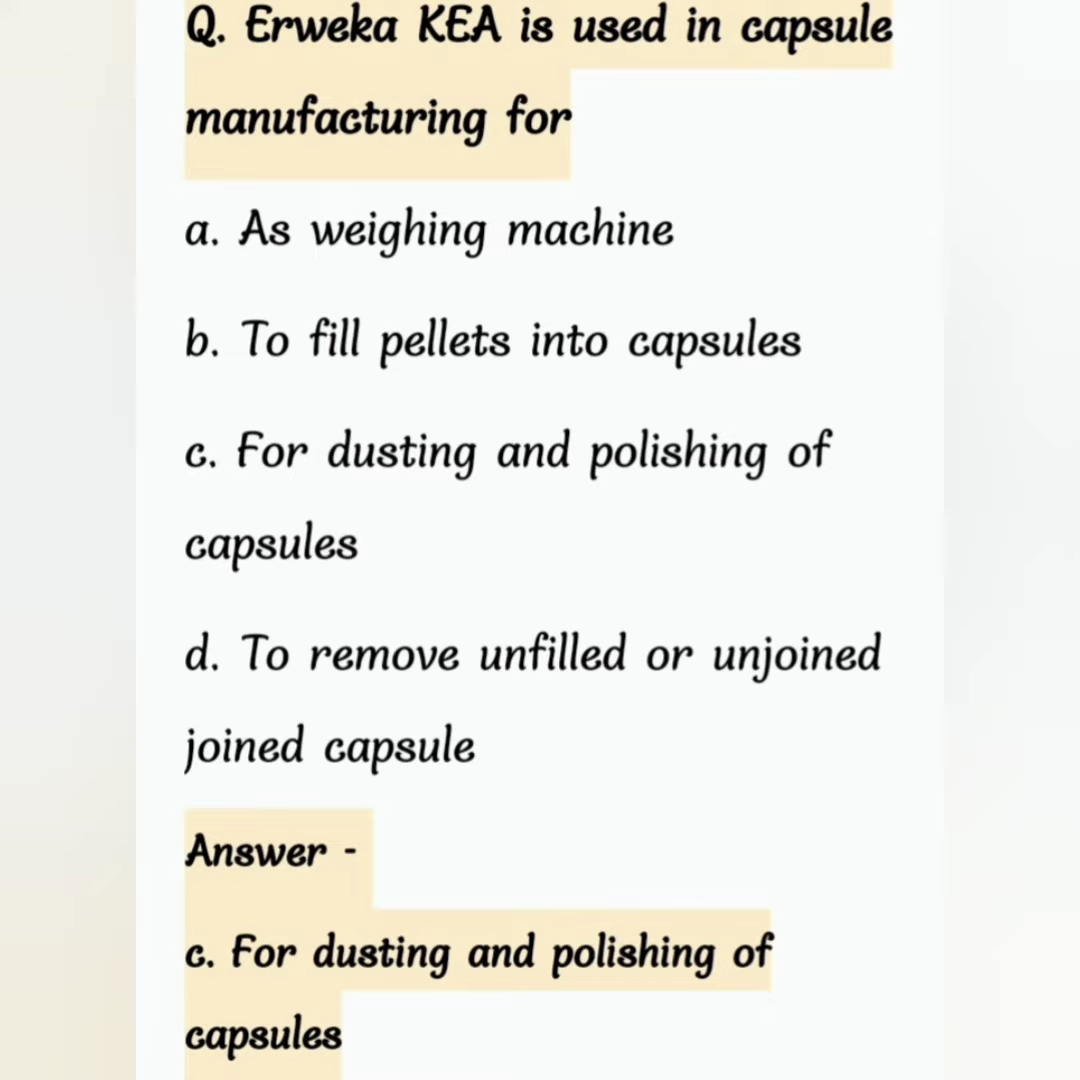 Q. Erweka KEA is used in capsule
manufacturing for
a. As weighing machine
b. To fill pellets into capsules
c. For dusting and polishing of
capsules
d. To remove unfilled or unjoined
joined capsule
Answer -
c. For dusting and polishing of
capsules